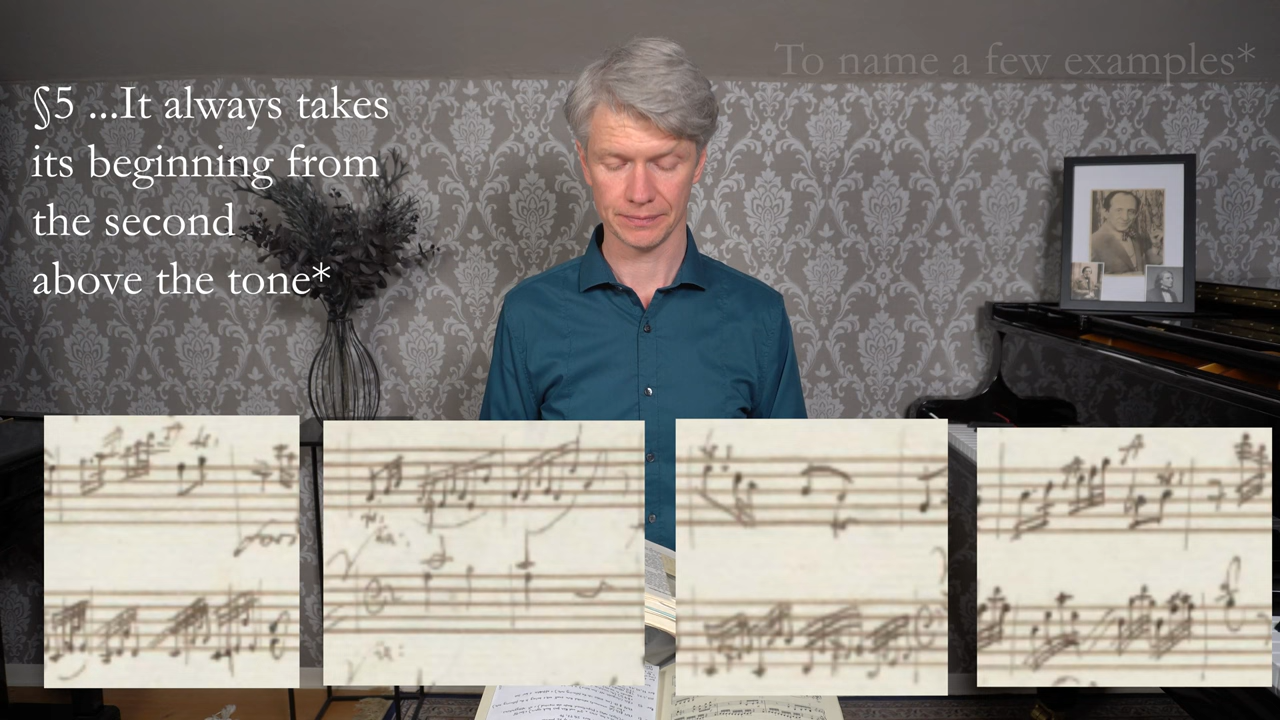 To name a few examples*
§5 ...It always takes
its beginning from
the second
above the tone*